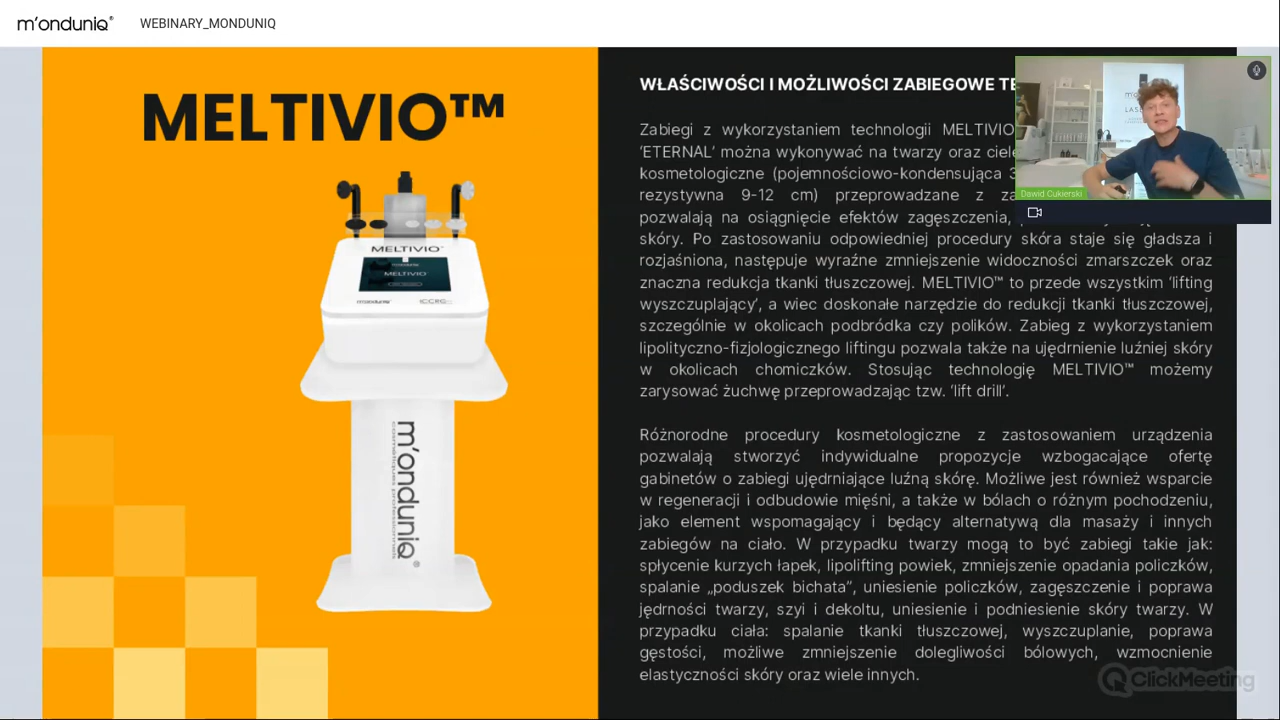 m'onduniq® WEBINARY_MONDUNIQ
MELTIVIO™
MELTIVIO
MELTIVIO
m'onduniq
m'onduniq®
WŁAŚCIWOŚCI I MOŻLIWOŚCI ZABIEGOWE
Zabiegi z wykorzystaniem technologii MELTIVIO
'ETERNAL' można wykonywać na twarzy oraz
kosmetologiczne (pojemnościowo-kondensująca
rezystywna 9-12 cm) przeprowadzane z
pozwalają na osiągnięcie efektów zagęszczenia,
skóry. Po zastosowaniu odpowiedniej procedury skóra staje się gładsza i
rozjaśniona, następuje wyraźne zmniejszenie widoczności zmarszczek oraz
znaczna redukcja tkanki tłuszczowej. MELTIVIO™ to przede wszystkim 'lifting
wyszczuplający', a więc doskonałe narzędzie do redukcji tkanki tłuszczowej,
szczególnie w okolicach podbródka czy polików. Zabieg z wykorzystaniem
lipolityczno-fizjologicznego liftingu pozwala także na ujędrnienie luźniej skóry
w okolicach chomiczków. Stosując technologię MELTIVIO™ możemy
zarysować żuchwę przeprowadzając tzw. 'lift drill'.
Różnorodne procedury kosmetologiczne z zastosowaniem urządzenia
pozwalają stworzyć indywidualne propozycje wzbogacające ofertę
gabinetów o zabiegi ujędrniające luźną skórę. Możliwe jest również wsparcie
w regeneracji i odbudowie mięśni, a także w bólach o różnym pochodzeniu,
jako element wspomagający i będący alternatywą dla masaży i innych
zabiegów na ciało. W przypadku twarzy mogą to być zabiegi takie jak:
spłycenie kurzych łapek, lipolifting powiek, zmniejszenie opadania policzków,
spalanie „poduszek bichata”, uniesienie policzków, zagęszczenie i poprawa
jędrności twarzy, szyi i dekoltu, uniesienie i podniesienie skóry twarzy. W
przypadku ciała: spalanie tkanki tłuszczowej, wyszczuplanie, poprawa
gęstości, możliwe zmniejszenie dolegliwości bólowych, wzmocnienie
elastyczności skóry oraz wiele innych.
Dawid Cukierski
ClickMeeting